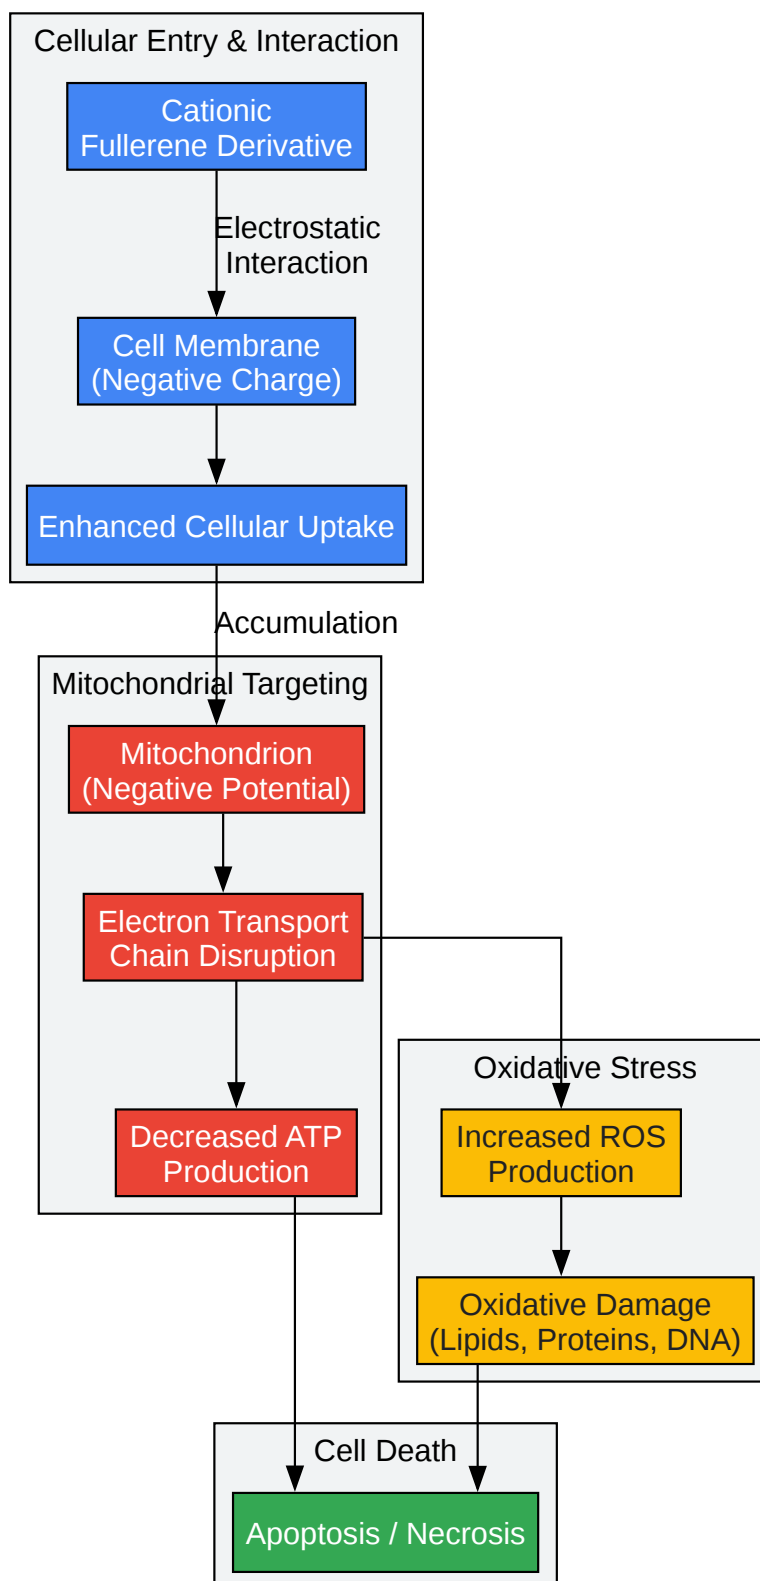 Cellular Entry & Interaction
Cationic
Fullerene Derivative
Electrostatic
Interaction
Cell Membrane
(Negative Charge)
Enhanced Cellular Uptake
Accumulation
Mitochondrial Targeting
Mitochondrion
(Negative Potential)
Electron Transport
Chain Disruption
Decreased ATP
Production
Oxidative Stress
Increased ROS
Production
Oxidative Damage
(Lipids, Proteins, DNA)
Cell Death
Apoptosis / Necrosis